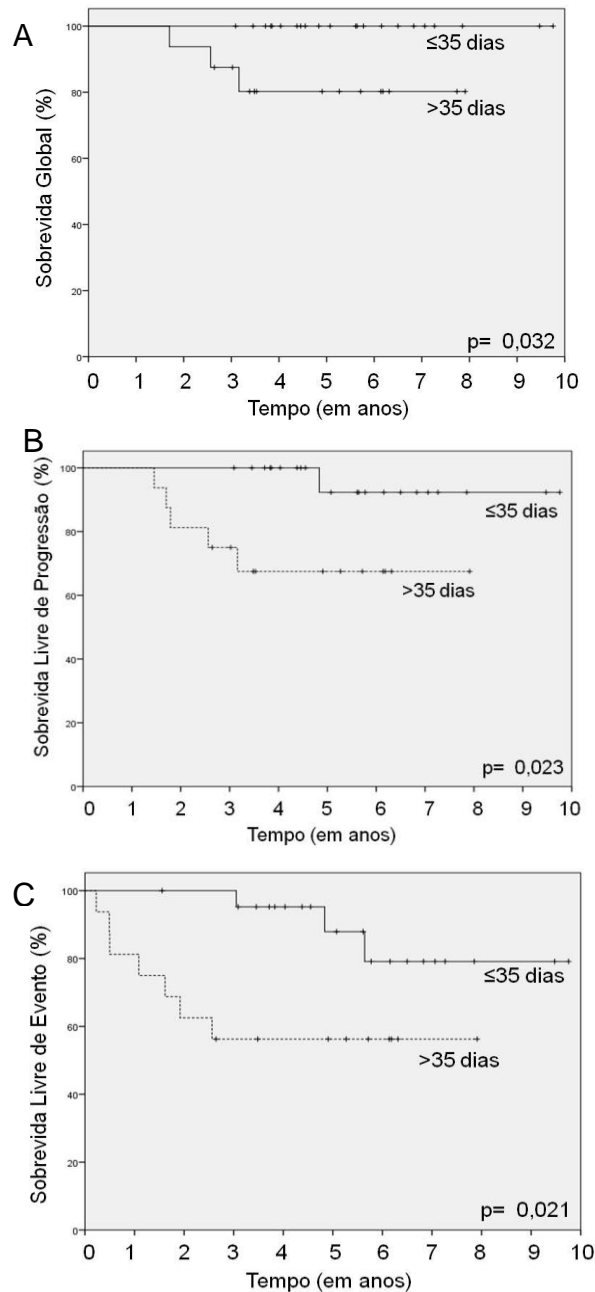 A
Sobrevida Global (%)
100
80
60
40
20
0
≤35 dias
>35 dias
p= 0,032
0 1 2 3 4 5 6 7 8 9 10
Tempo (em anos)
B
Sobrevida Livre de Progressão (%)
100
80
60
40
20
0
≤35 dias
>35 dias
p= 0,023
0 1 2 3 4 5 6 7 8 9 10
Tempo (em anos)
C
Sobrevida Livre de Evento (%)
100
80
60
40
20
0
≤35 dias
>35 dias
p= 0,021
0 1 2 3 4 5 6 7 8 9 10
Tempo (em anos)